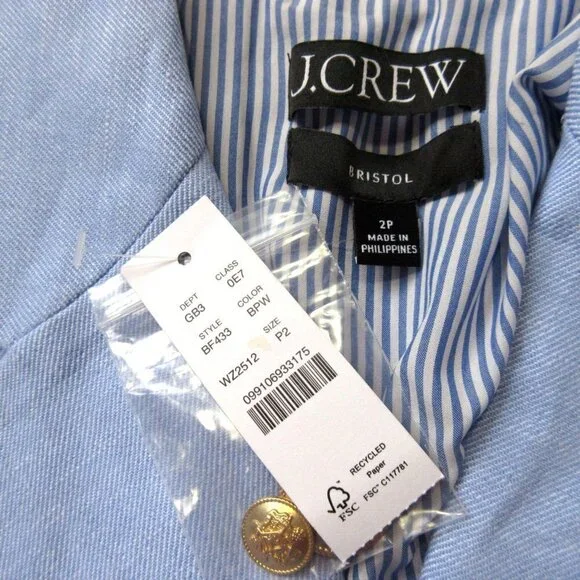 J.CREW
BRISTOL
2P
MADE IN
PHILIPPINES
DEPT CLASS
GB3 0E7
STYLE COLOR
BF433 BPW
SIZE
WZ2512 P2
099106933175
RECYCLED
Paper
FSC™ C117781
FSC